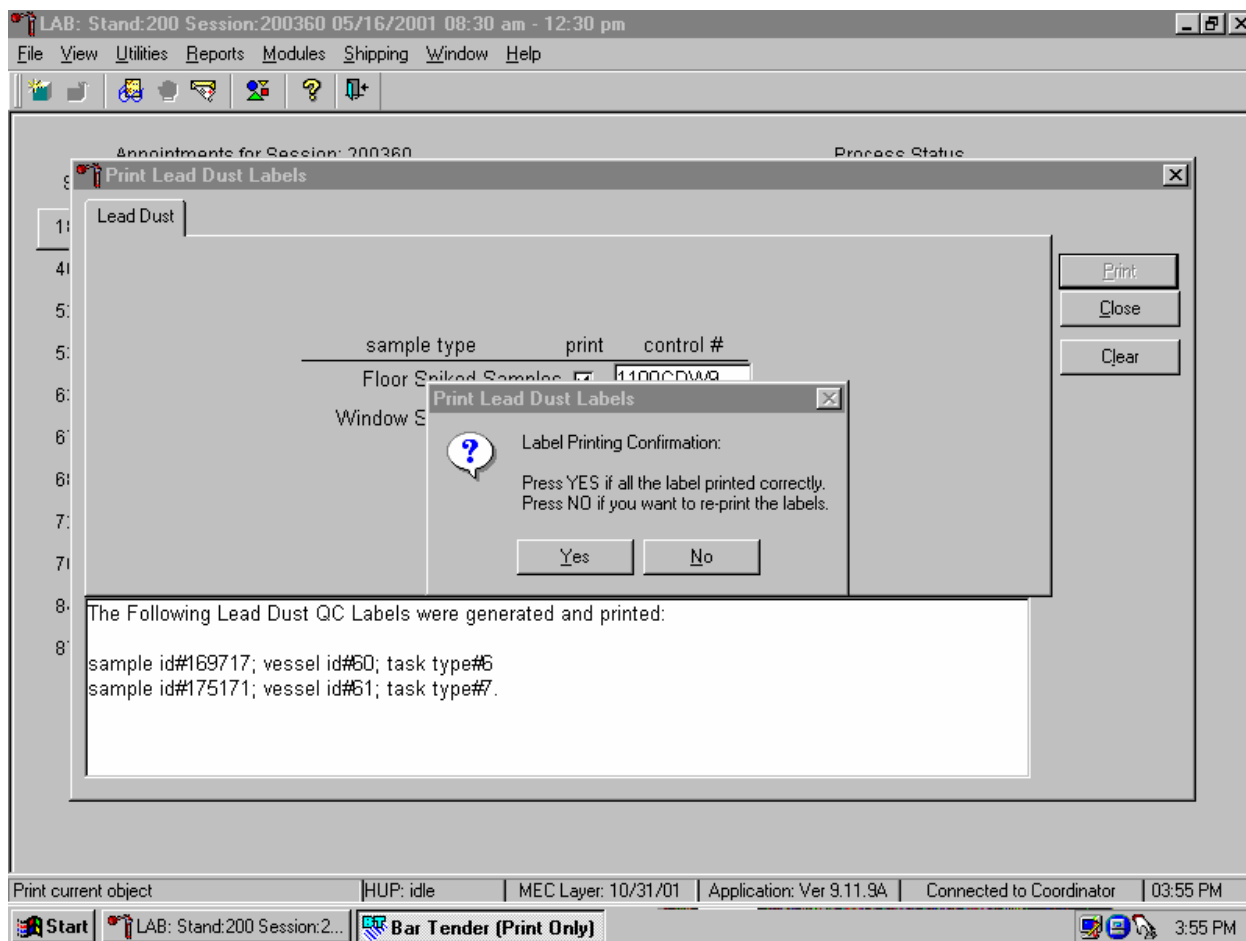 LAB: Stand:200 Session:200360 05/16/2001 08:30 am - 12:30 pm
File View Utilities Reports Modules Shipping Window Help
Appointments for Session: 200360 Process Status
Print Lead Dust Labels
Lead Dust
Print
Close
Clear
sample type print control #
Floor Spiked Samples 1100CDW9
Window S
Print Lead Dust Labels
Label Printing Confirmation:
Press YES if all the label printed correctly.
Press NO if you want to re-print the labels.
Yes No
The Following Lead Dust QC Labels were generated and printed:
sample id#169717; vessel id#60; task type#6
sample id#175171; vessel id#61; task type#7.
Print current object HUP: idle MEC Layer: 10/31/01 Application: Ver 9.11.9A Connected to Coordinator 03:55 PM
Start LAB: Stand:200 Session:2... Bar Tender (Print Only) 3:55 PM